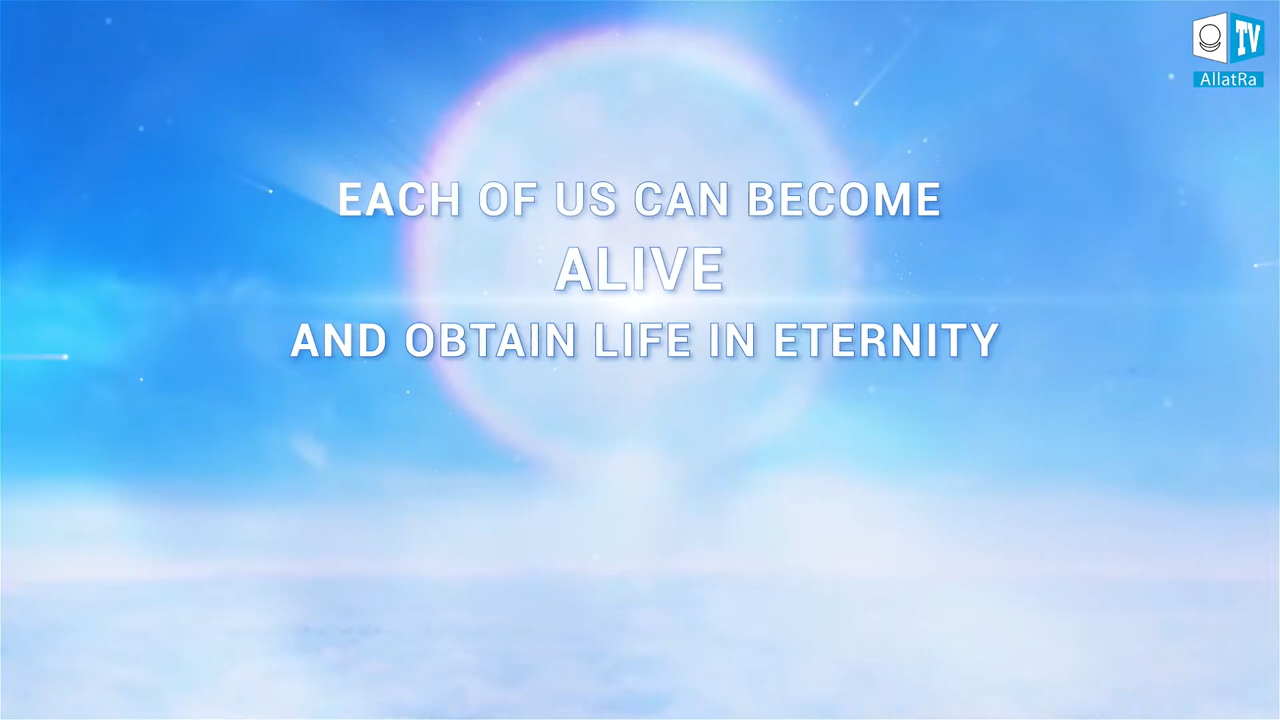 TV
AllatRa
EACH OF US CAN BECOME
ALIVE
AND OBTAIN LIFE IN ETERNITY